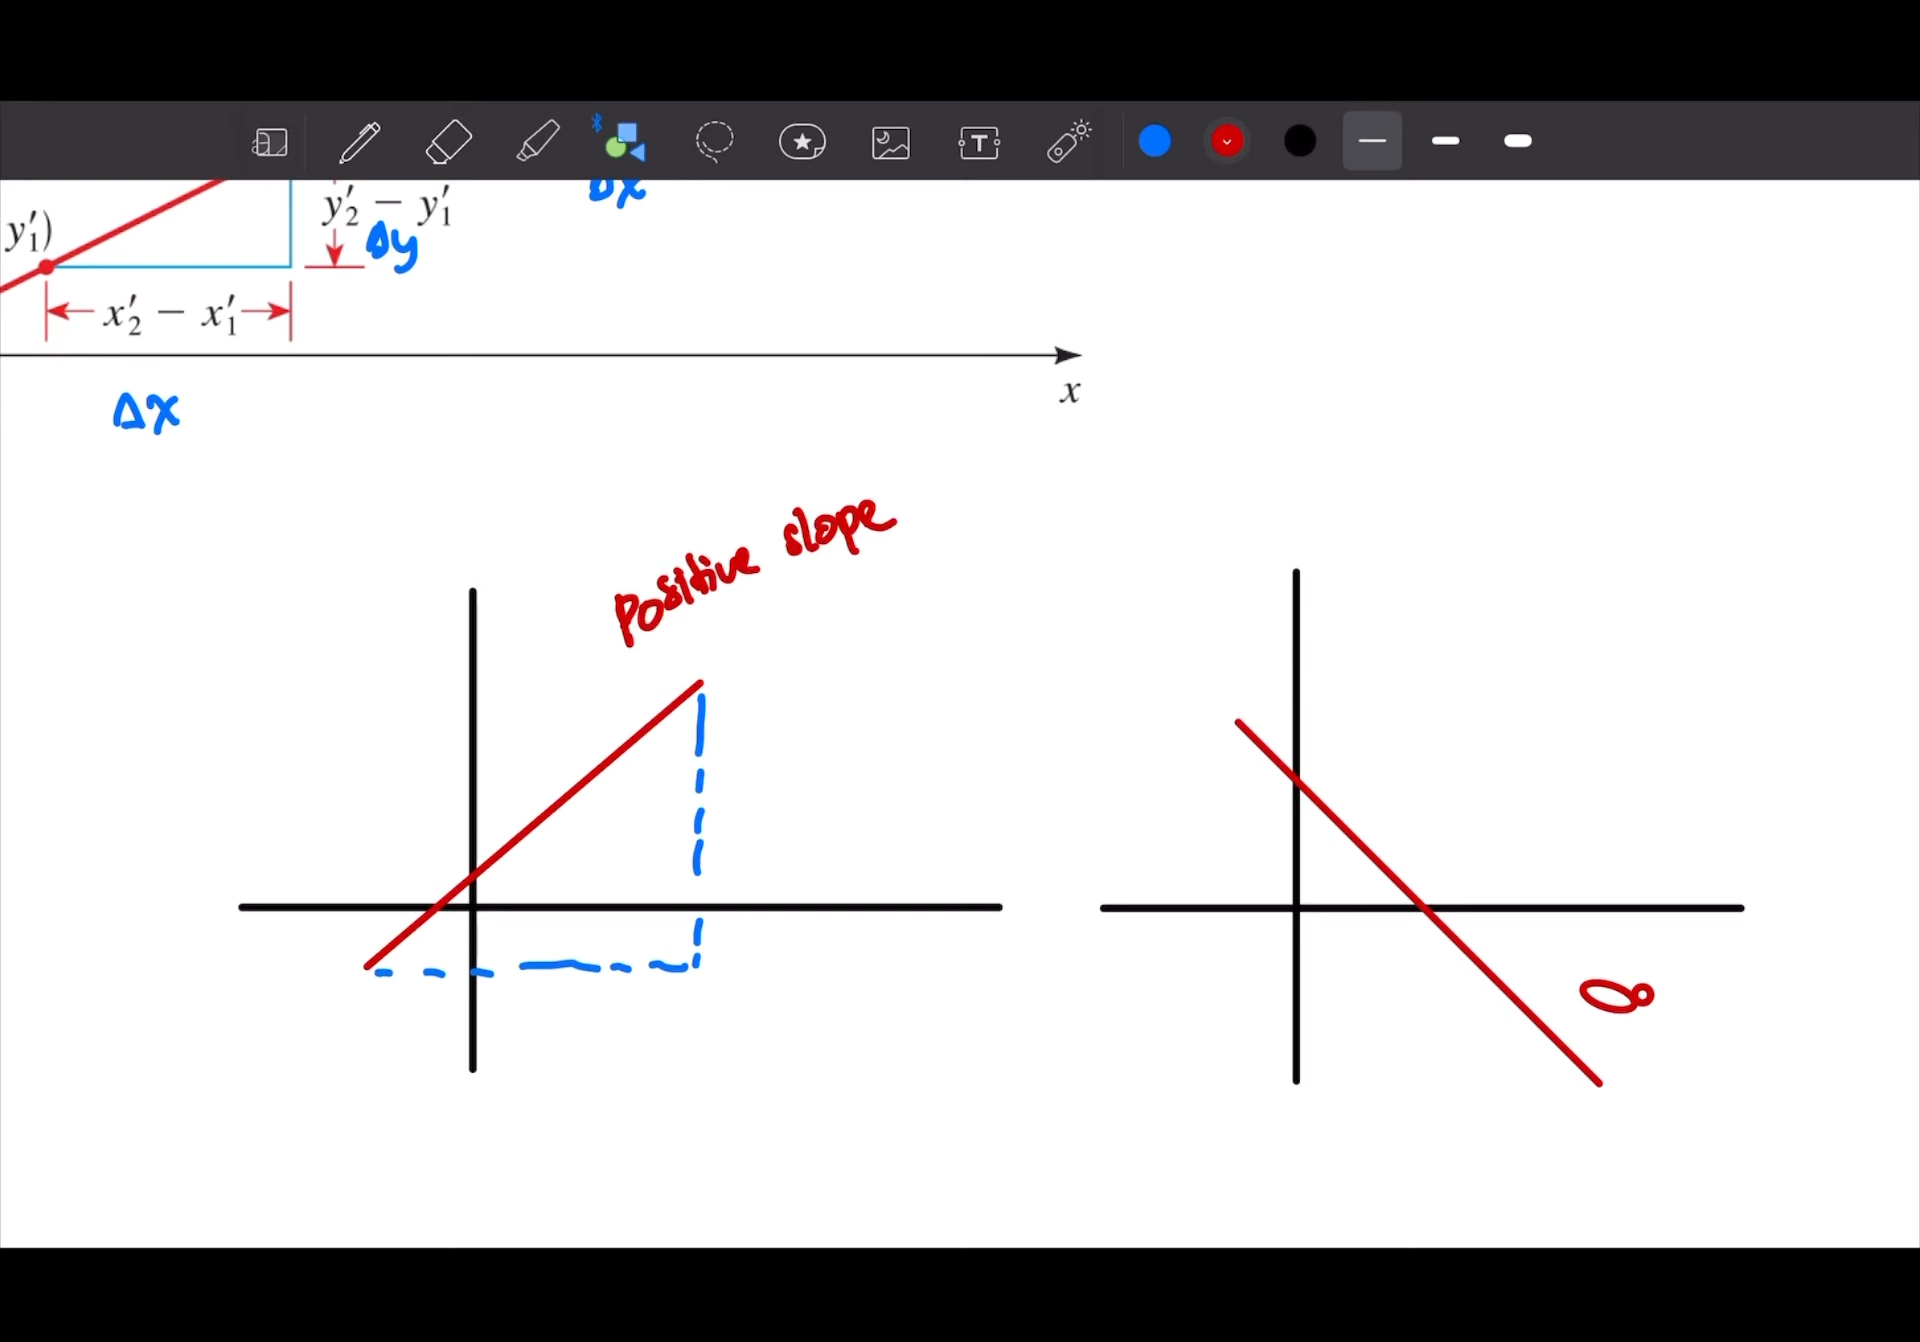 T
Δx
y′₂ − y′₁
y′₁)
Δy
x′₂ − x′₁
x
Δx
Positive slope